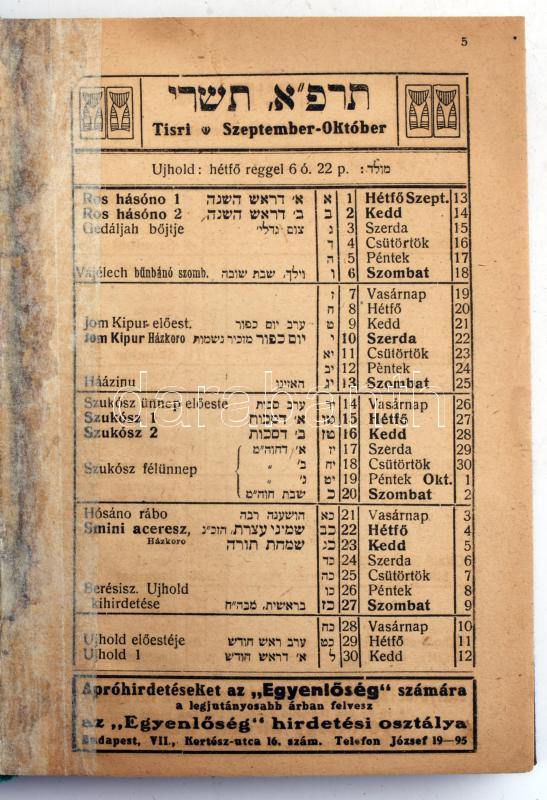 5
תרפ״א, תשרי
Tisri Szeptember-Október
Ujhold: hétfő reggel 6 ó. 22 p. מולד:
Ros hásóno 1 א׳ דראש השנה א 1 Hétfő Szept. 13
Ros hásóno 2 ב׳ דראש השנה ב 2 Kedd 14
Gedáljah bőjtje צום גדלי׳ ג 3 Szerda 15
ד 4 Csütörtök 16
ה 5 Péntek 17
Vajélech bűnbánó szomb. וילך, שבת שובה ו 6 Szombat 18
ז 7 Vasárnap 19
ח 8 Hétfő 20
Jom Kipur előest. ערב יום כפור ט 9 Kedd 21
Jom Kipur Házkoro יום כפור מזכיר נשמות י 10 Szerda 22
יא 11 Csütörtök 23
יב 12 Péntek 24
Háázinu האזינו יג 13 Szombat 25
Szukósz ünnep előeste ערב סכות יד 14 Vasárnap 26
Szukósz 1 א׳ דסכות טו 15 Hétfő 27
Szukósz 2 ב׳ דסכות טז 16 Kedd 28
א׳ דחוה״מ יז 17 Szerda 29
Szukósz félünnep ב׳ „ יח 18 Csütörtök 30
ג׳ „ יט 19 Péntek Okt. 1
שבת חוה״מ כ 20 Szombat 2
Hósáno rábo הושענה רבה כא 21 Vasárnap 3
Smini aceresz, שמיני עצרת, הזכ״נ כב 22 Hétfő 4
Házkoro שמחת תורה כג 23 Kedd 5
כד 24 Szerda 6
כה 25 Csütörtök 7
Berésisz. Ujhold כו 26 Péntek 8
kihirdetése בראשית, מבה״ח כז 27 Szombat 9
כח 28 Vasárnap 10
Ujhold előestéje ערב ראש חודש כט 29 Hétfő 11
Ujhold 1 א׳ דראש חודש ל 30 Kedd 12
Apróhirdetéseket az „Egyenlőség" számára
a legjutányosabb árban felvesz
az „Egyenlőség" hirdetési osztálya
Budapest, VII., Kertész-utca 16. szám. Telefon József 19—95
darabanth